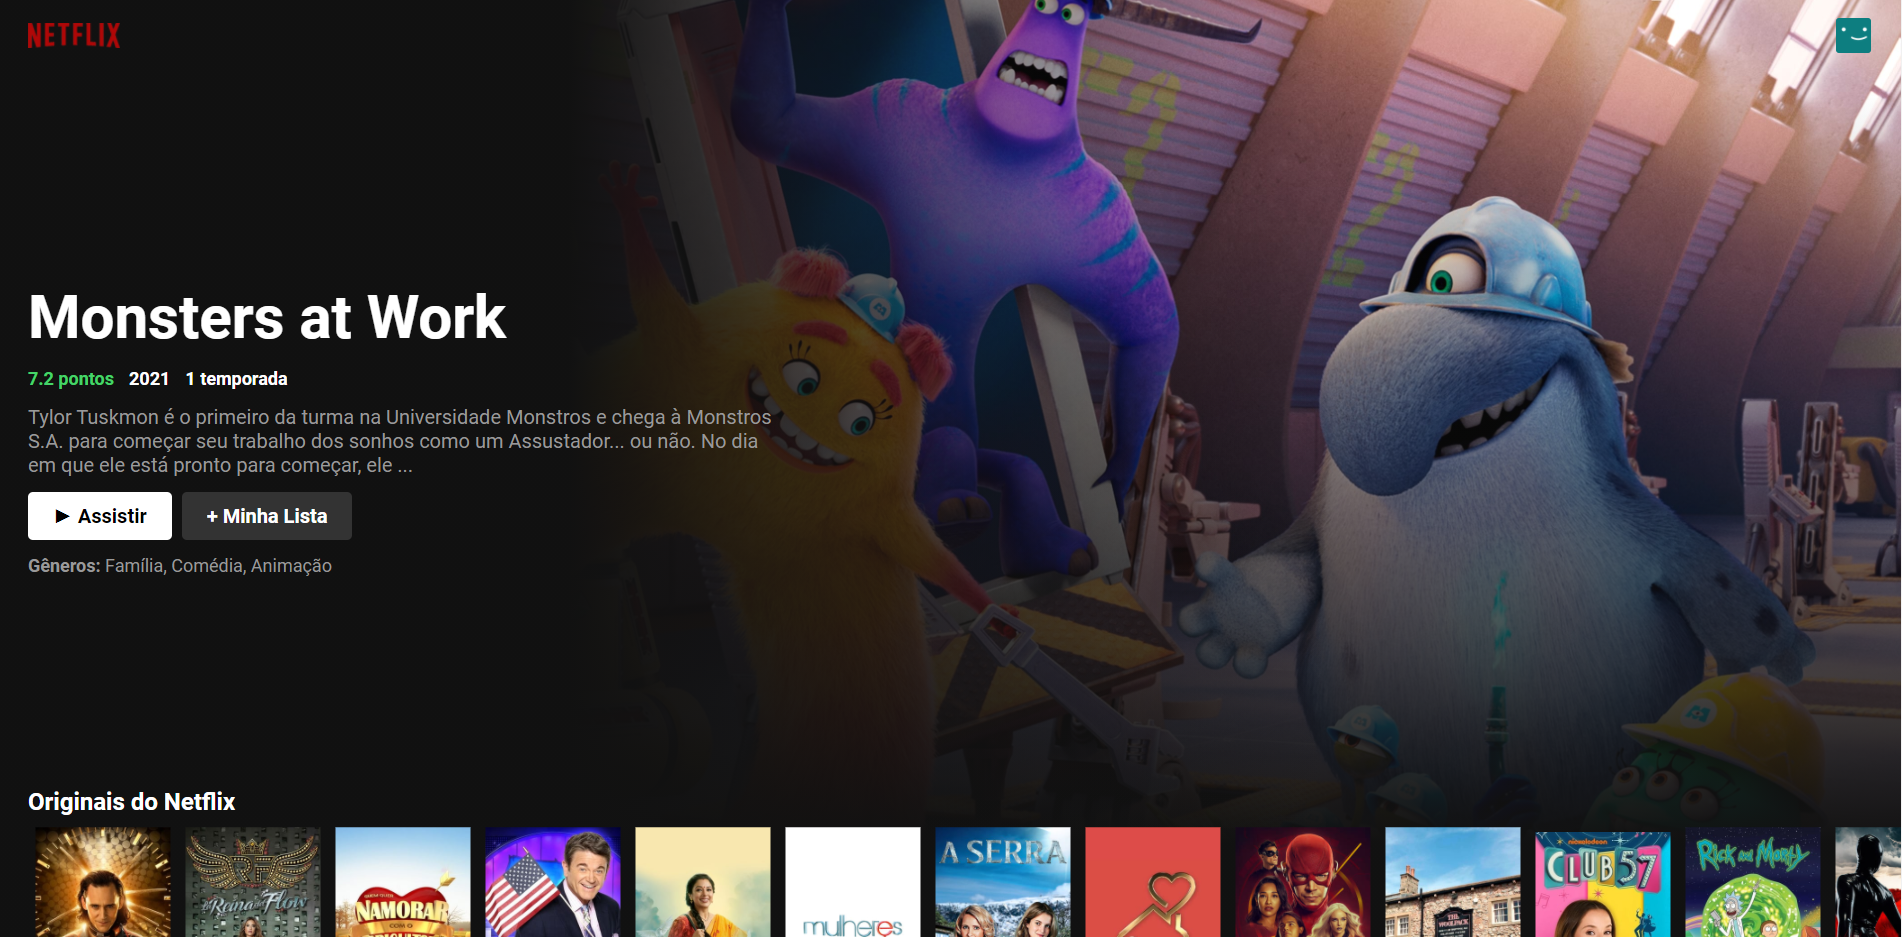 NETFLIX
Monsters at Work
7.2 pontos 2021 1 temporada
Tylor Tuskmon é o primeiro da turma na Universidade Monstros e chega à Monstros
S.A. para começar seu trabalho dos sonhos como um Assustador... ou não. No dia
em que ele está pronto para começar, ele ...
► Assistir
+ Minha Lista
Gêneros: Família, Comédia, Animação
Originais do Netflix
RF
La Reina del Flow
NAMORAR
COM O
mulheres
A SERRA
nickelodeon
CLUB 57
Rick and Morty